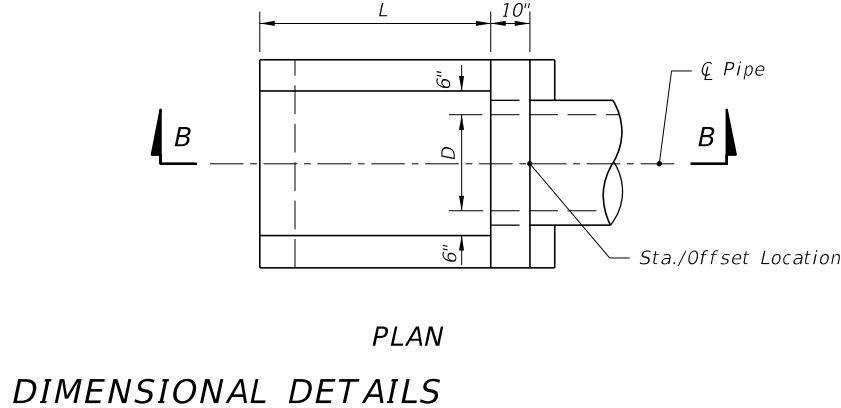 L
10"
6"
℄ Pipe
B
B
D
6"
Sta./Offset Location
PLAN
DIMENSIONAL DETAILS